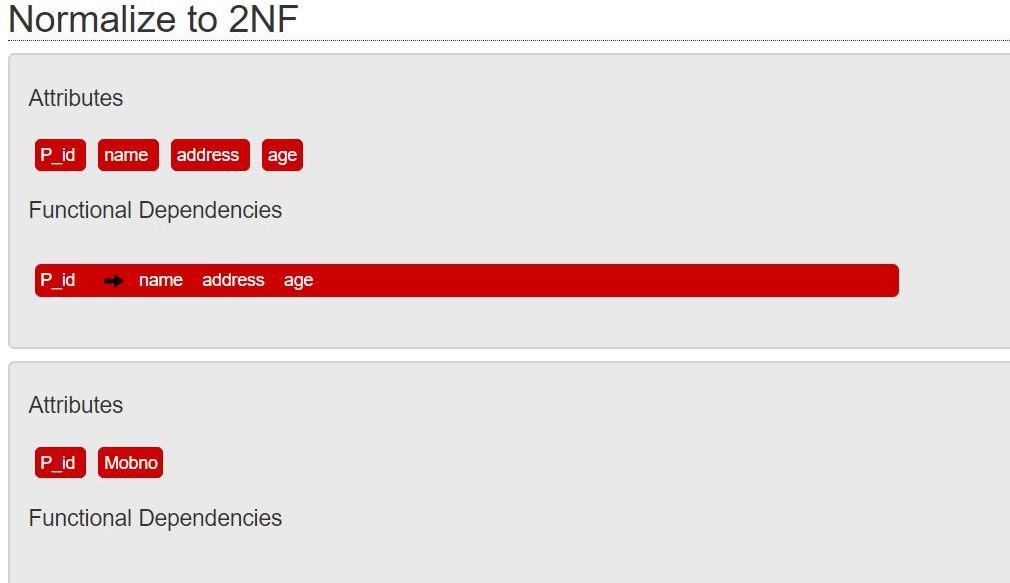 Normalize to 2NF
Attributes
P_id name address age
Functional Dependencies
P_id → name address age
Attributes
P_id Mobno
Functional Dependencies